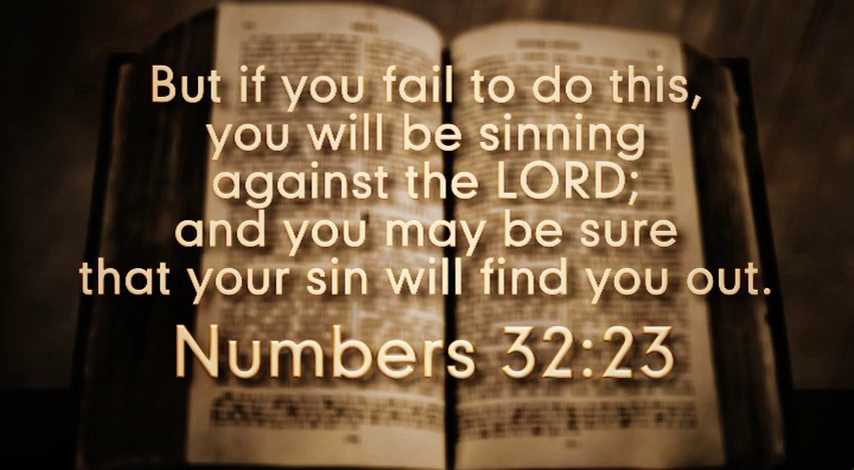 But if you fail to do this,
you will be sinning
against the LORD;
and you may be sure
that your sin will find you out.
Numbers 32:23